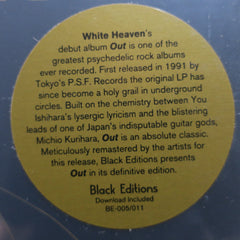 White Heaven's
debut album Out is one of the
greatest psychedelic rock albums
ever recorded. First released in 1991 by
Tokyo's P.S.F. Records the original LP has
since become a holy grail in underground
circles. Built on the chemistry between You
Ishihara's lysergic lyricism and the blistering
leads of one of Japan's indisputable guitar gods,
Michio Kurihara, Out is an absolute classic.
Meticulously remastered by the artists for
this release, Black Editions presents
Out in its definitive edition.
Black Editions
Download Included
BE-005/011